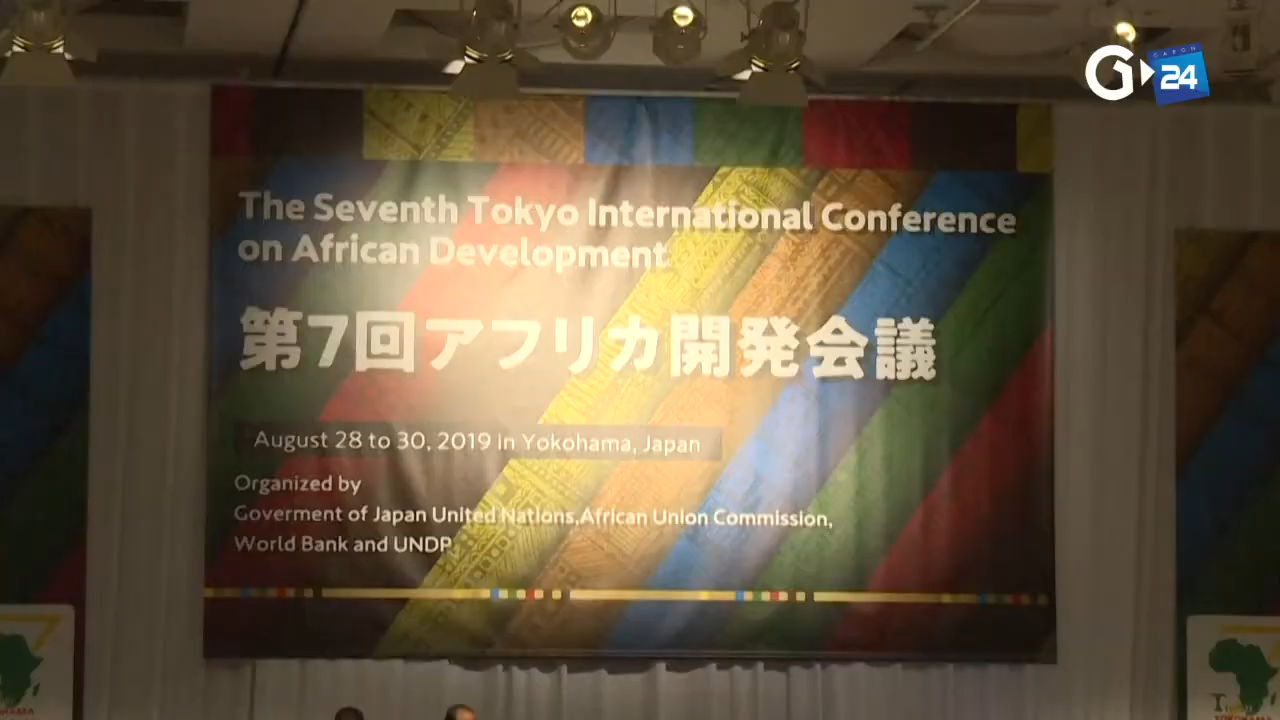 GABON
24
The Seventh Tokyo International Conference
on African Development
第7回アフリカ開発会議
August 28 to 30, 2019 in Yokohama, Japan
Organized by
Goverment of Japan United Nations,African Union Commission,
World Bank and UNDP